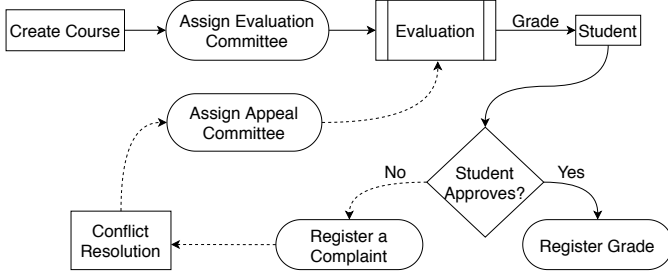 Create Course
Assign Evaluation
Committee
Evaluation
Grade
Student
Assign Appeal
Committee
No
Student
Approves?
Yes
Conflict
Resolution
Register a
Complaint
Register Grade